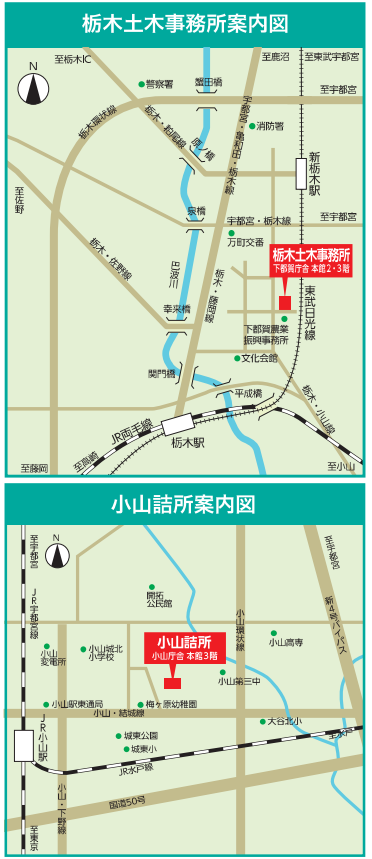 栃木土木事務所案内図
N
至栃木IC
至鹿沼
至東武宇都宮
警察署
蟹田橋
至宇都宮
栃木環状線
栃木・粕尾線
原ノ橋
宇都宮・亀和田・栃木線
消防署
新栃木駅
至佐野
泉橋
宇都宮・栃木線
至宇都宮
万町交番
栃木・佐野線
巴波川
栃木土木事務所
下都賀庁舎 本館2・3階
栃木・藤岡線
東武日光線
幸来橋
下都賀農業
振興事務所
文化会館
開門橋
平成橋
栃木・小山線
JR両毛線
栃木駅
至高崎
至藤岡
至小山
小山詰所案内図
N
至宇都宮
至宇都宮
JR宇都宮線
開拓
公民館
小山環状線
新4号バイパス
小山
変電所
小山城北
小学校
小山詰所
小山庁舎 本館3階
小山高専
小山第三中
小山駅東通局
梅ヶ原幼稚園
小山・結城線
JR小山駅
大谷北小
城東公園
城東小
至水戸
JR水戸線
小山・下野線
国道50号
至東京